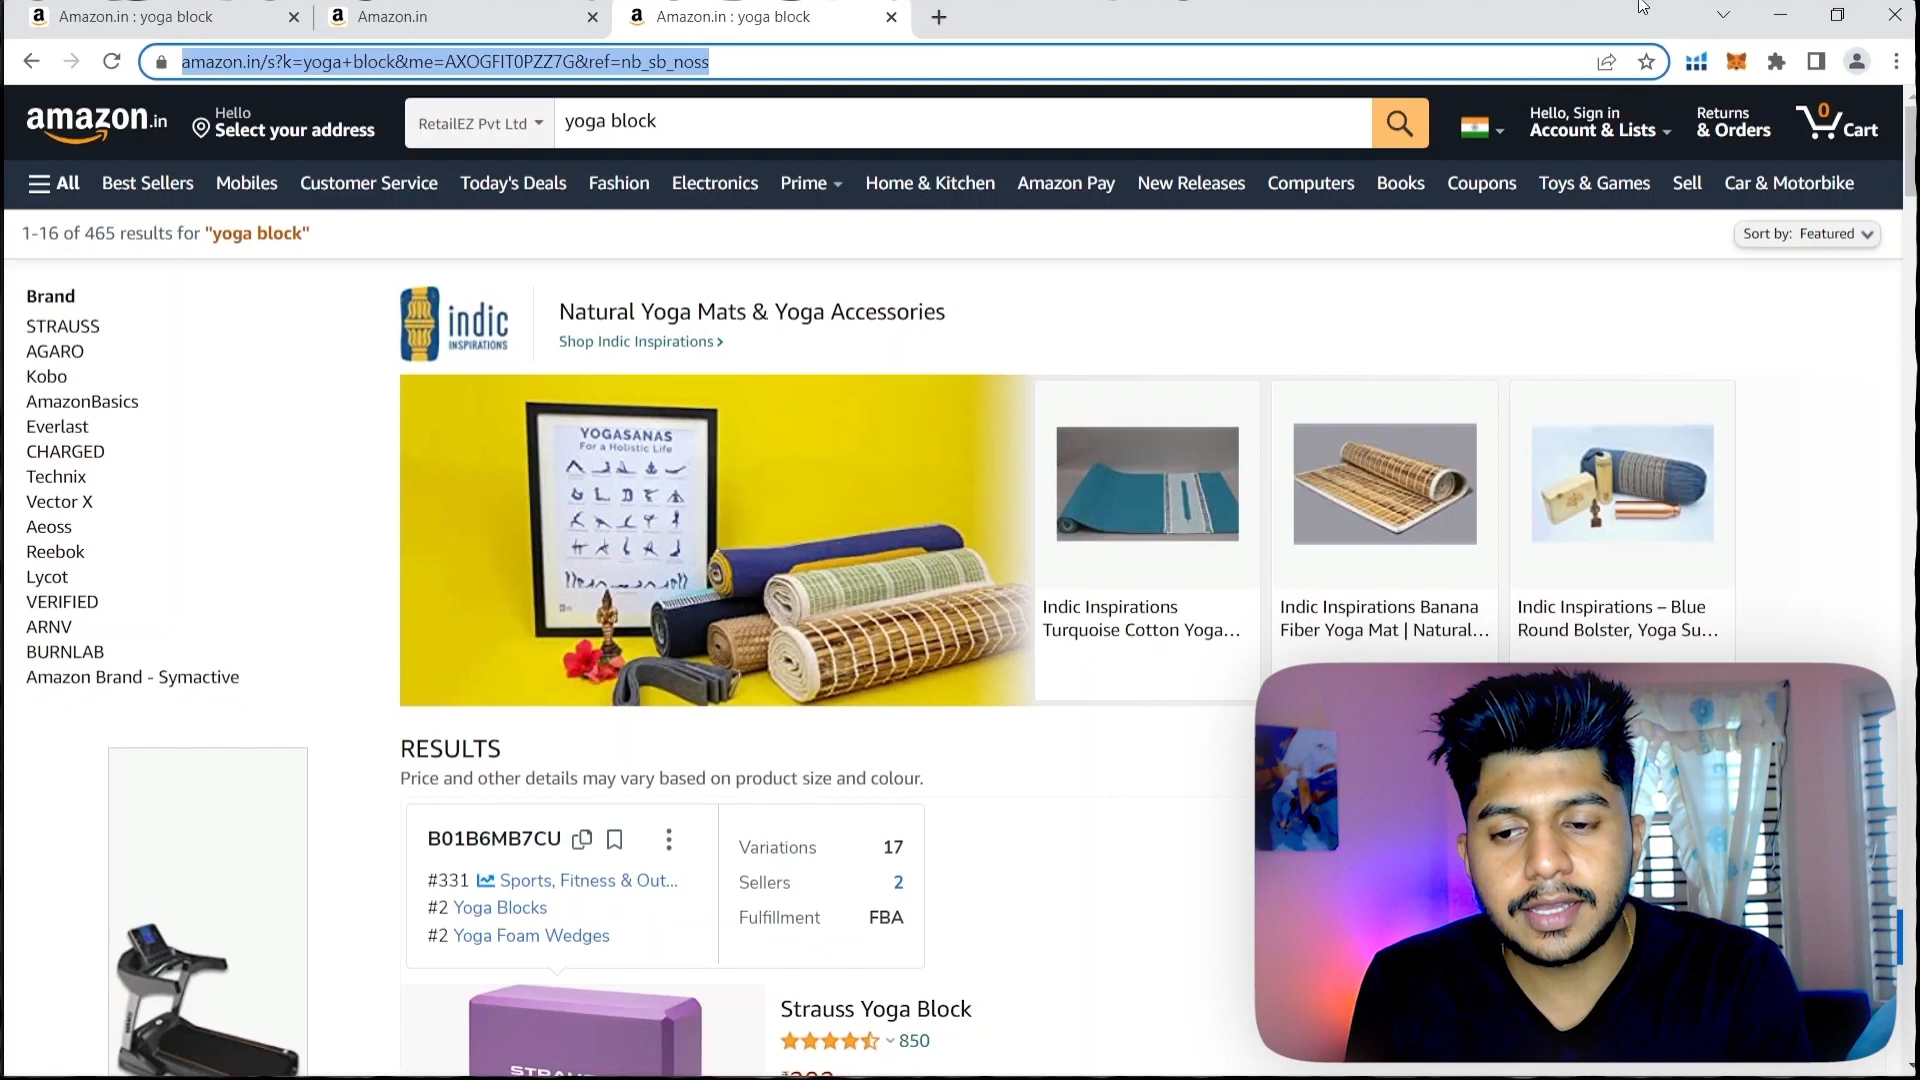 Amazon.in : yoga block
Amazon.in
Amazon.in : yoga block
amazon.in/s?k=yoga+block&me=AXOGFIT0PZZ7G&ref=nb_sb_noss
amazon.in
Hello
Select your address
RetailEZ Pvt Ltd
yoga block
Hello, Sign in
Account & Lists
Returns
& Orders
0
Cart
All
Best Sellers
Mobiles
Customer Service
Today's Deals
Fashion
Electronics
Prime
Home & Kitchen
Amazon Pay
New Releases
Computers
Books
Coupons
Toys & Games
Sell
Car & Motorbike
1-16 of 465 results for "yoga block"
Sort by: Featured
Brand
STRAUSS
AGARO
Kobo
AmazonBasics
Everlast
CHARGED
Technix
Vector X
Aeoss
Reebok
Lycot
VERIFIED
ARNV
BURNLAB
Amazon Brand - Symactive
indic
INSPIRATIONS
Natural Yoga Mats & Yoga Accessories
Shop Indic Inspirations
YOGASANAS
For a Holistic Life
Indic Inspirations
Turquoise Cotton Yoga...
Indic Inspirations Banana
Fiber Yoga Mat | Natural...
Indic Inspirations – Blue
Round Bolster, Yoga Su...
RESULTS
Price and other details may vary based on product size and colour.
B01B6MB7CU
#331 Sports, Fitness & Out...
#2 Yoga Blocks
#2 Yoga Foam Wedges
Variations 17
Sellers 2
Fulfillment FBA
Strauss Yoga Block
850